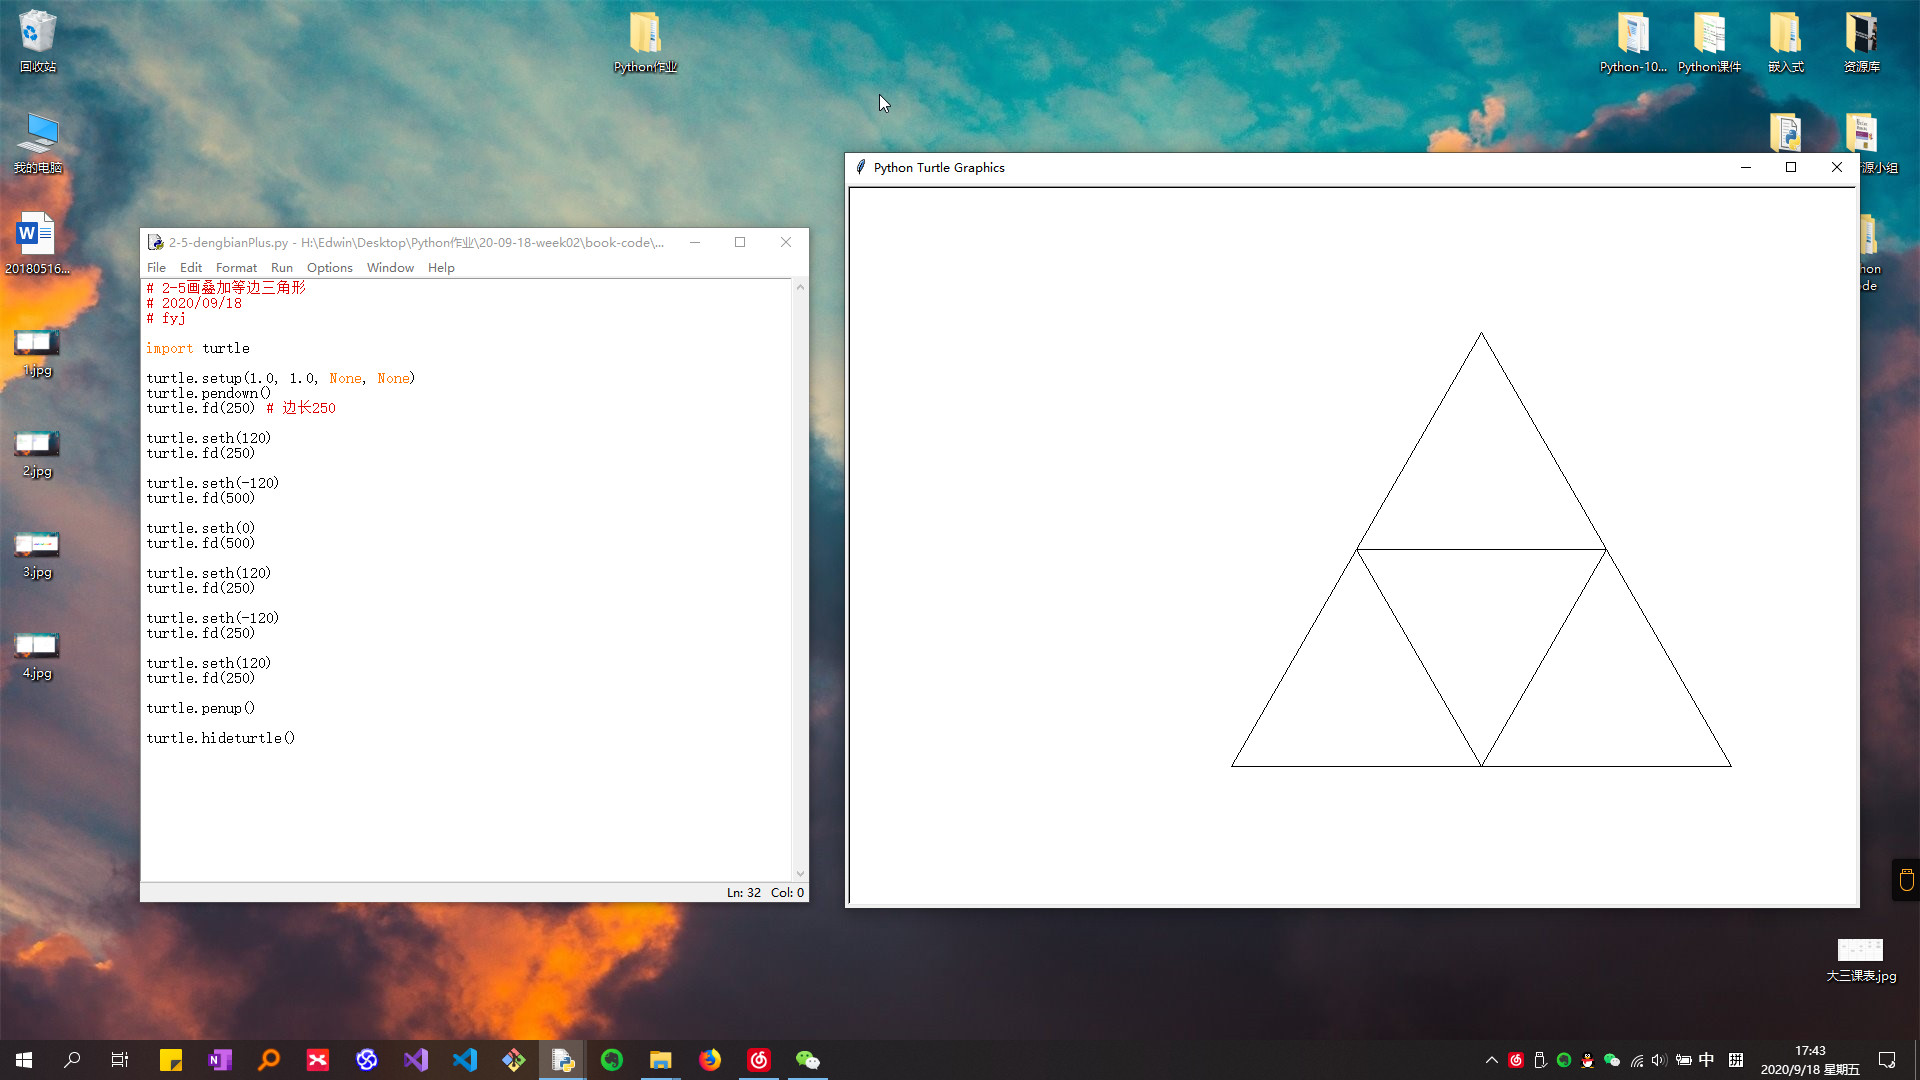 回收站
Python作业
Python-10...
Python课件
嵌入式
资源库
我的电脑
源小组
20180516...
hon
ode
1.jpg
2.jpg
3.jpg
4.jpg
2-5-dengbianPlus.py - H:\Edwin\Desktop\Python作业\20-09-18-week02\book-code\...
File Edit Format Run Options Window Help
# 2-5画叠加等边三角形
# 2020/09/18
# fyj
import turtle
turtle.setup(1.0, 1.0, None, None)
turtle.pendown()
turtle.fd(250) # 边长250
turtle.seth(120)
turtle.fd(250)
turtle.seth(-120)
turtle.fd(500)
turtle.seth(0)
turtle.fd(500)
turtle.seth(120)
turtle.fd(250)
turtle.seth(-120)
turtle.fd(250)
turtle.seth(120)
turtle.fd(250)
turtle.penup()
turtle.hideturtle()
Ln: 32 Col: 0
Python Turtle Graphics
大三课表.jpg
中
17:43
2020/9/18 星期五